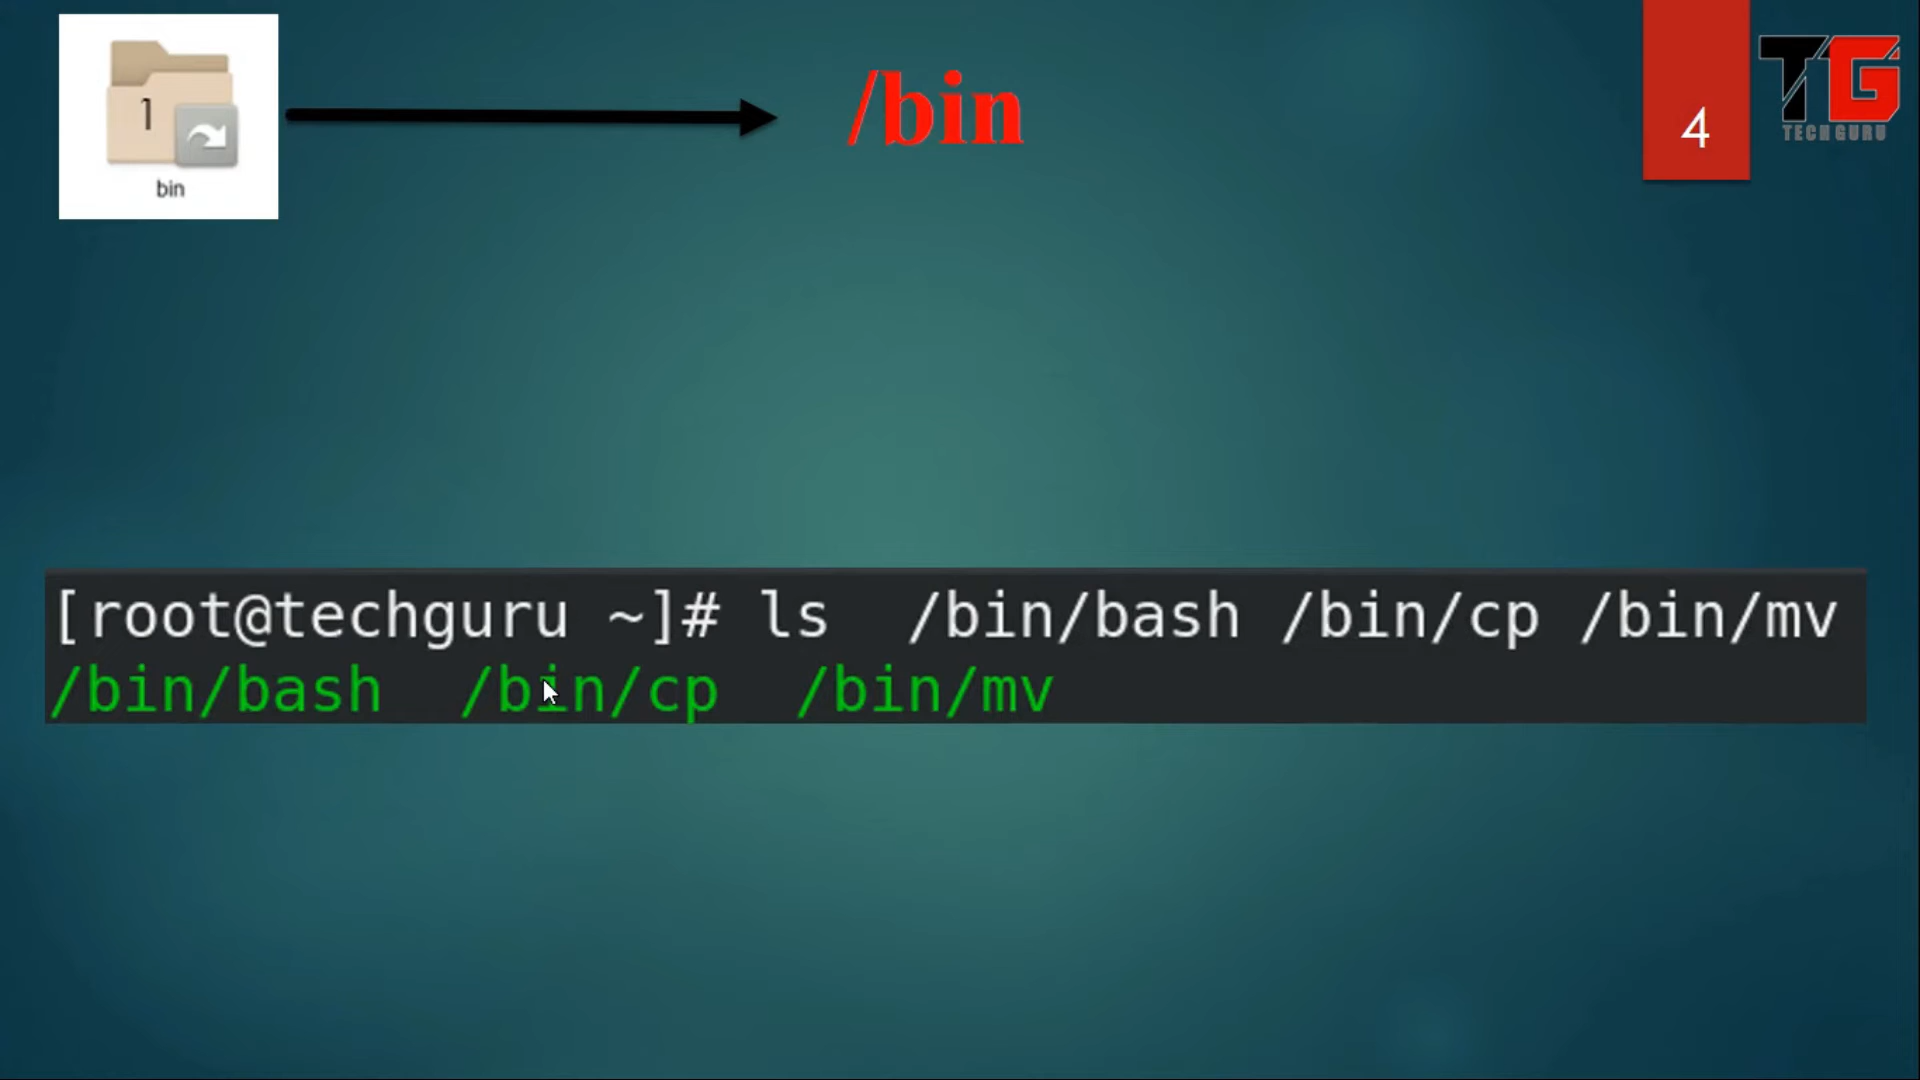 1
bin
/bin
4
TG
TECH GURU
[root@techguru ~]# ls  /bin/bash /bin/cp /bin/mv
/bin/bash  /bin/cp  /bin/mv